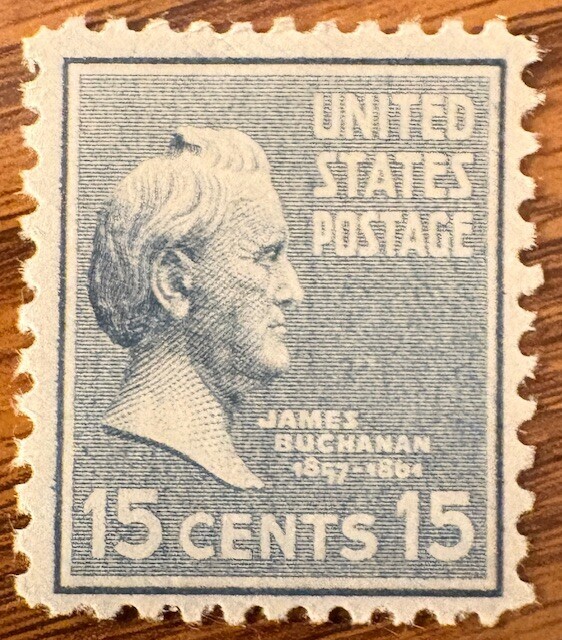 UNITED
STATES
POSTAGE
JAMES
BUCHANAN
1857-1861
15 CENTS 15